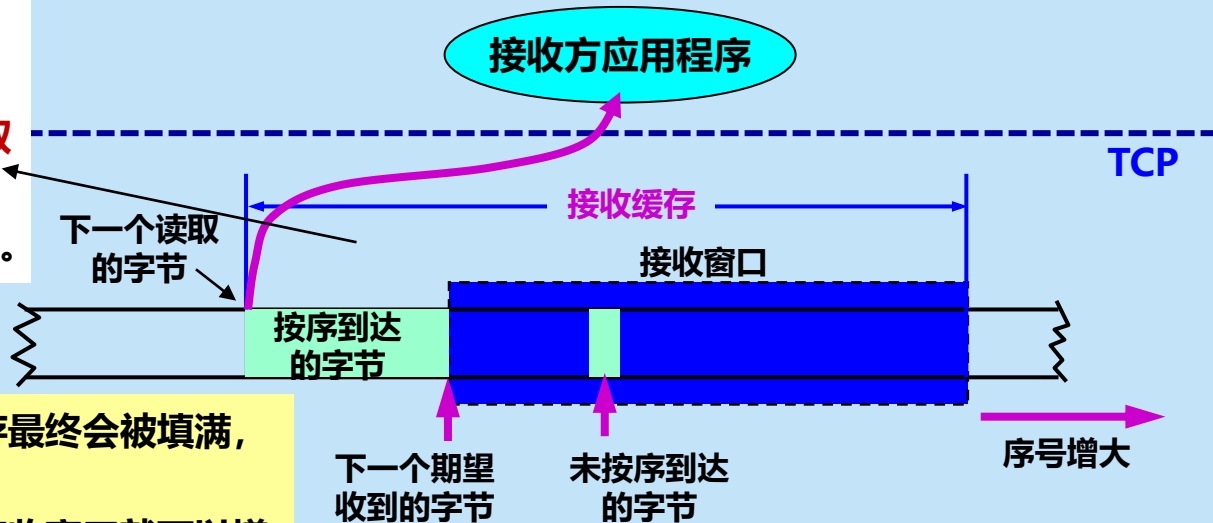 接收方应用程序
取
TCP
接收缓存
下一个读取
的字节
。
接收窗口
按序到达
的字节
存最终会被填满，
下一个期望
收到的字节
未按序到达
的字节
序号增大